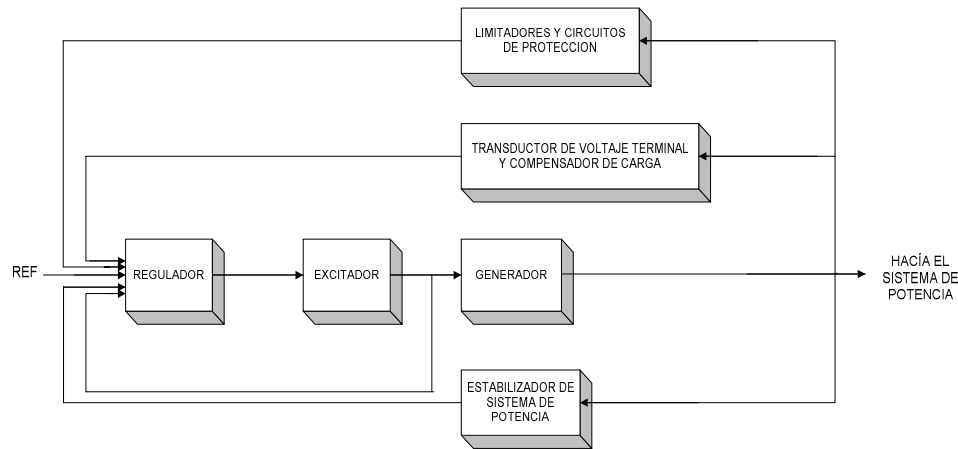 LIMITADORES Y CIRCUITOS
DE PROTECCION
TRANSDUCTOR DE VOLTAJE TERMINAL
Y COMPENSADOR DE CARGA
REF
REGULADOR
EXCITADOR
GENERADOR
HACÍA EL
SISTEMA DE
POTENCIA
ESTABILIZADOR DE
SISTEMA DE
POTENCIA